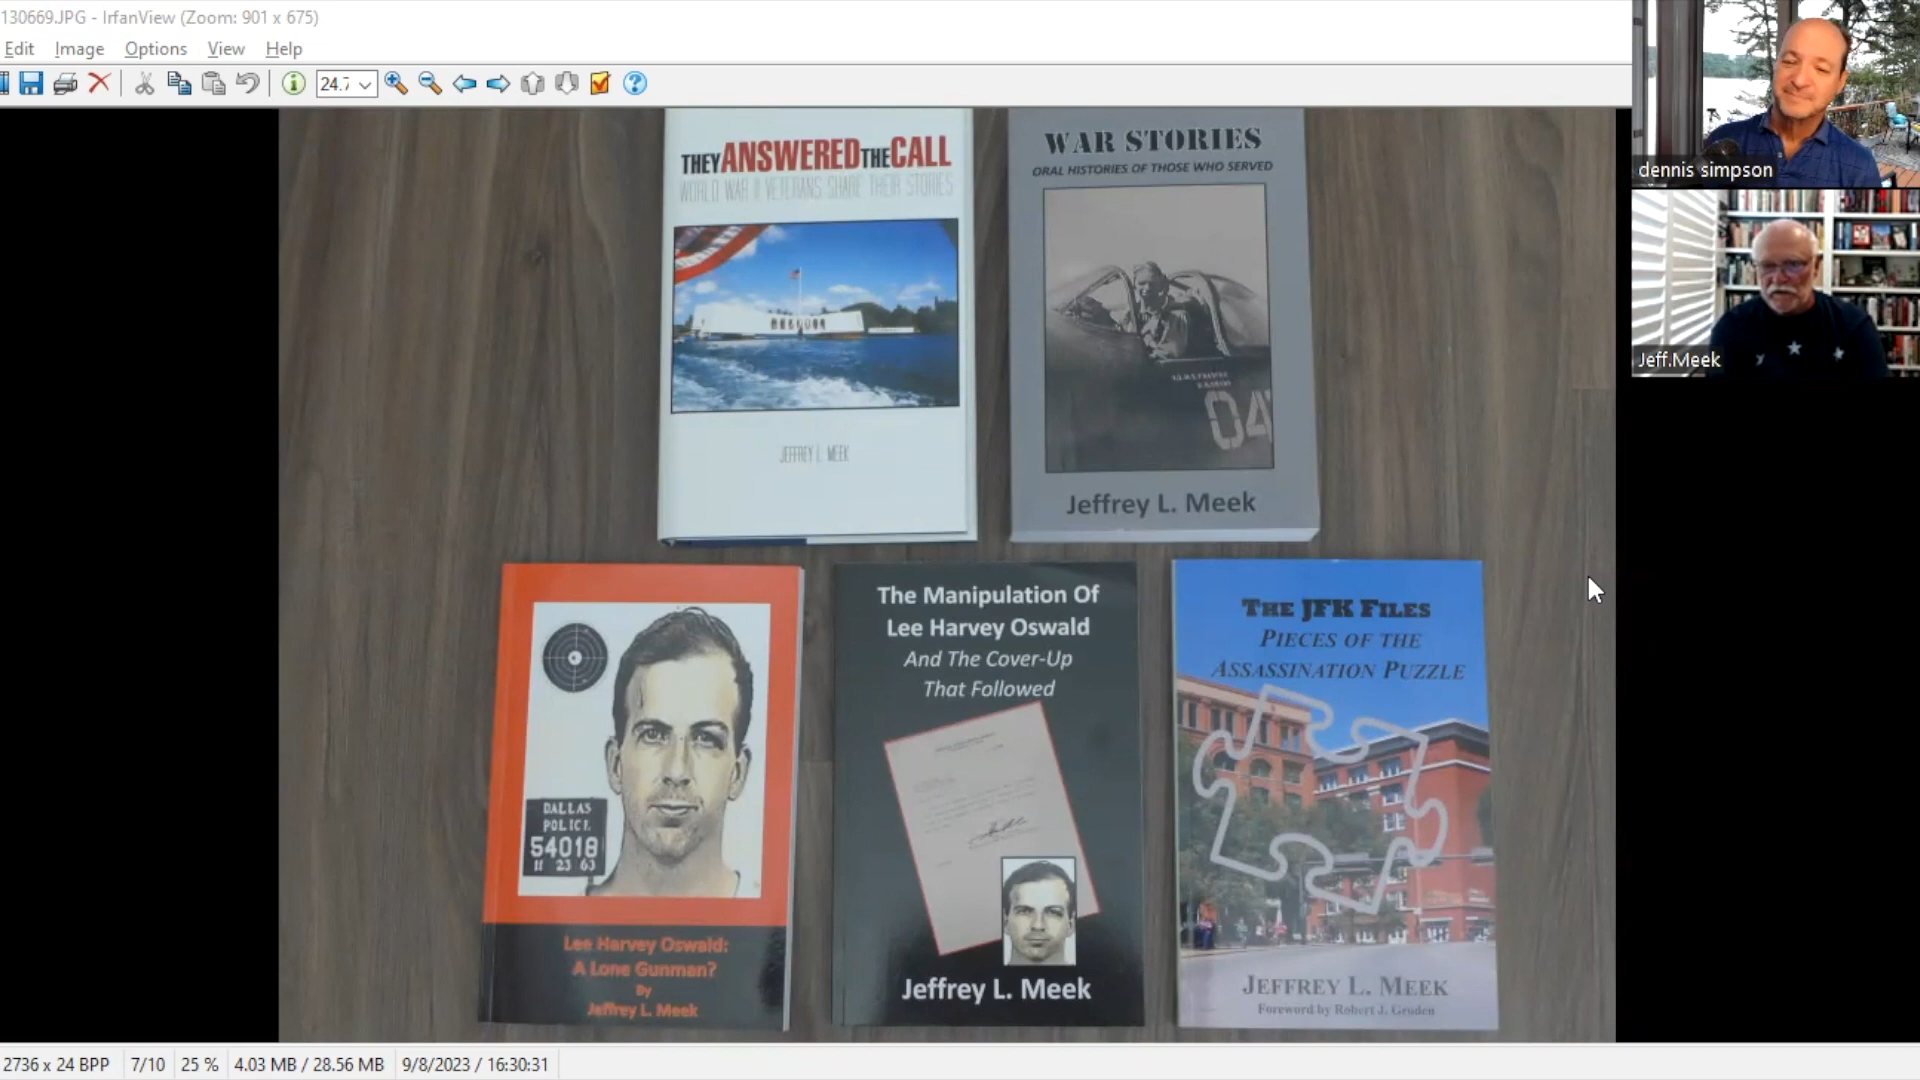 130669.JPG - IrfanView (Zoom: 901 x 675)
Edit Image Options View Help
24.7
dennis simpson
Jeff.Meek
THEY ANSWERED THE CALL
WORLD WAR II VETERANS SHARE THEIR STORIES
JEFFREY L. MEEK
WAR STORIES
ORAL HISTORIES OF THOSE WHO SERVED
04
Jeffrey L. Meek
DALLAS
POLICE
54018
11 23 63
Lee Harvey Oswald:
A Lone Gunman?
By
Jeffrey L. Meek
The Manipulation Of
Lee Harvey Oswald
And The Cover-Up
That Followed
Jeffrey L. Meek
THE JFK FILES
PIECES OF THE
ASSASSINATION PUZZLE
JEFFREY L. MEEK
Foreword by Robert J. Groden
2736 x 24 BPP 7/10 25 % 4.03 MB / 28.56 MB 9/8/2023 / 16:30:31